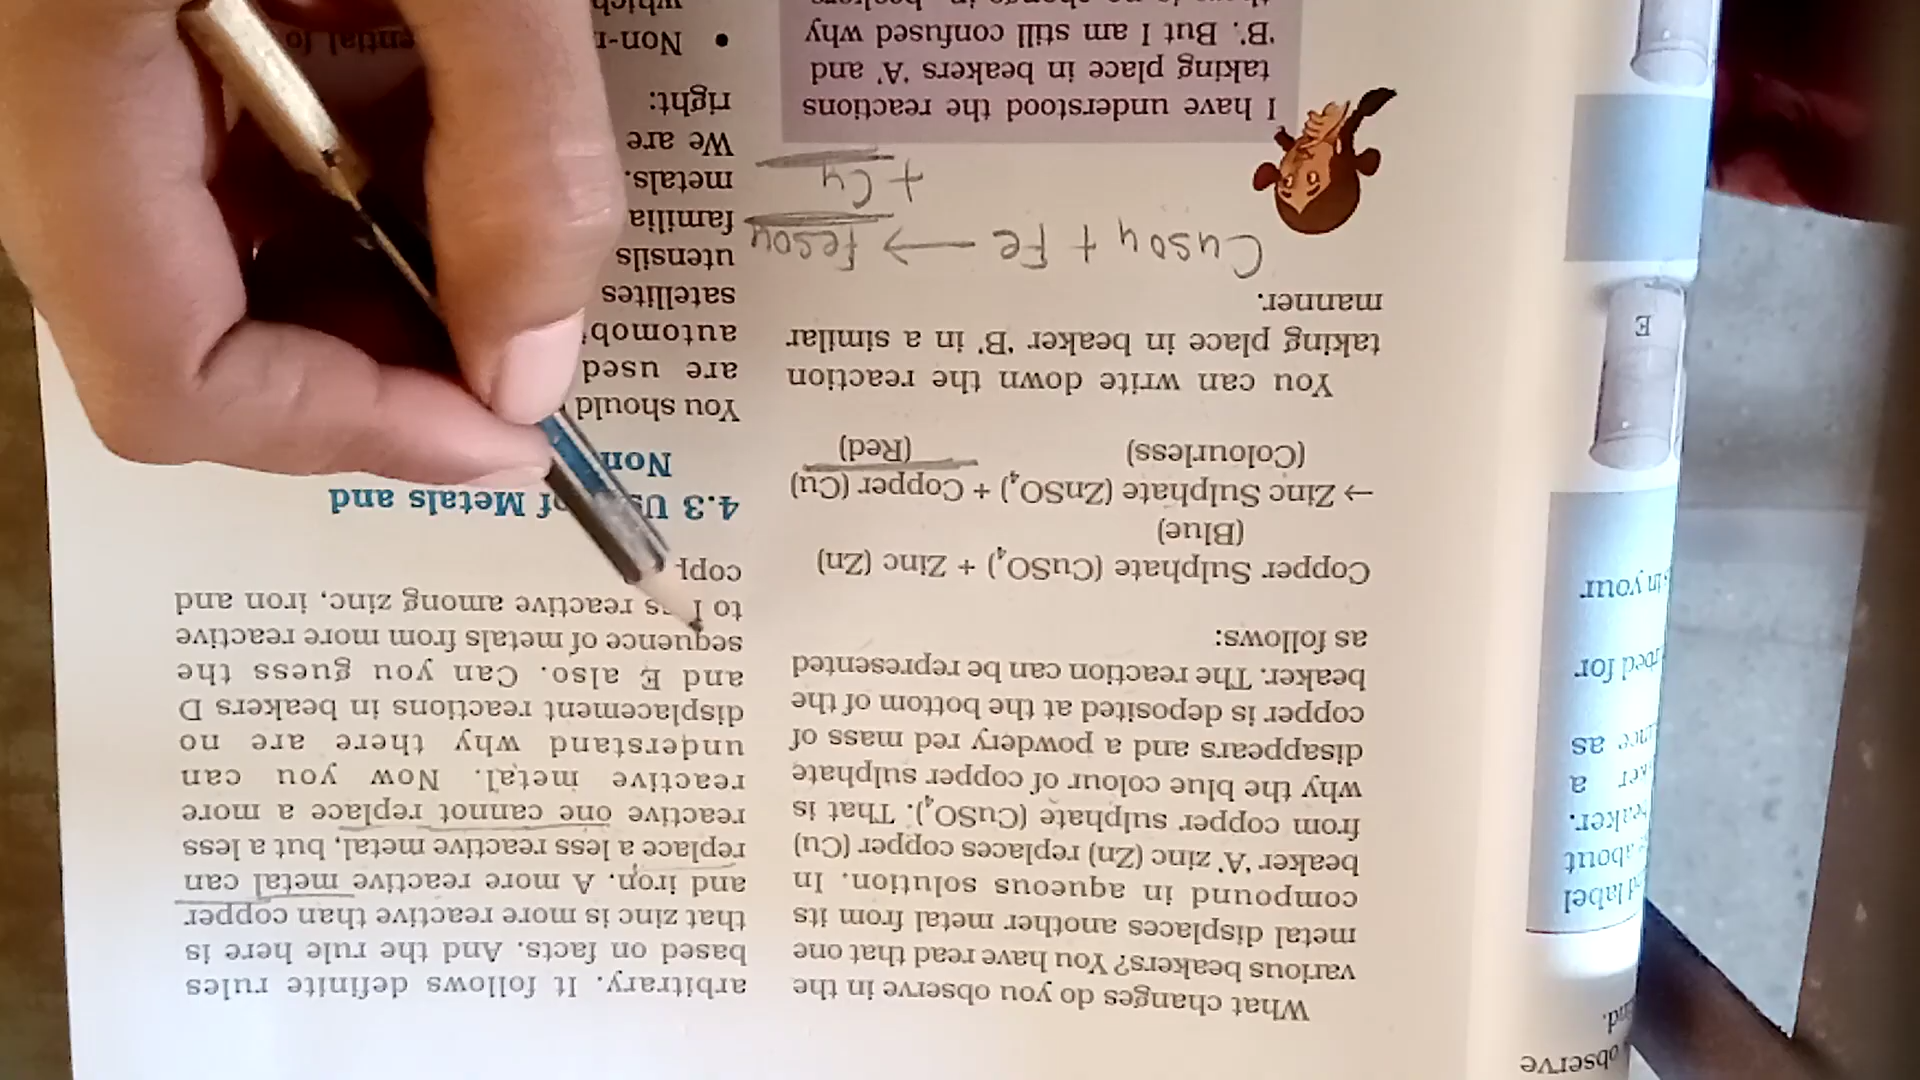 observe
What changes do you observe in the
various beakers? You have read that one
metal displaces another metal from its
compound in aqueous solution. In
beaker 'A' zinc (Zn) replaces copper (Cu)
from copper sulphate (CuSO₄). That is
why the blue colour of copper sulphate
disappears and a powdery red mass of
copper is deposited at the bottom of the
beaker. The reaction can be represented
as follows:
Copper Sulphate (CuSO₄) + Zinc (Zn)
(Blue)
→ Zinc Sulphate (ZnSO₄) + Copper (Cu)
(Colourless) (Red)
You can write down the reaction
taking place in beaker 'B' in a similar
manner.
CuSO4 + Fe → FeSO4
+ Cu
I have understood the reactions
taking place in beakers 'A' and
'B'. But I am still confused why
arbitrary. It follows definite rules
based on facts. And the rule here is
that zinc is more reactive than copper
and iron. A more reactive metal can
replace a less reactive metal, but a less
reactive one cannot replace a more
reactive metal. Now you can
understand why there are no
displacement reactions in beakers D
and E also. Can you guess the
sequence of metals from more reactive
to reactive among zinc, iron and
4.3 of Metals and
You should
are used
satellites
utensils
metals.
We are
right:
•
which
label
about
a
as
for
in your
E